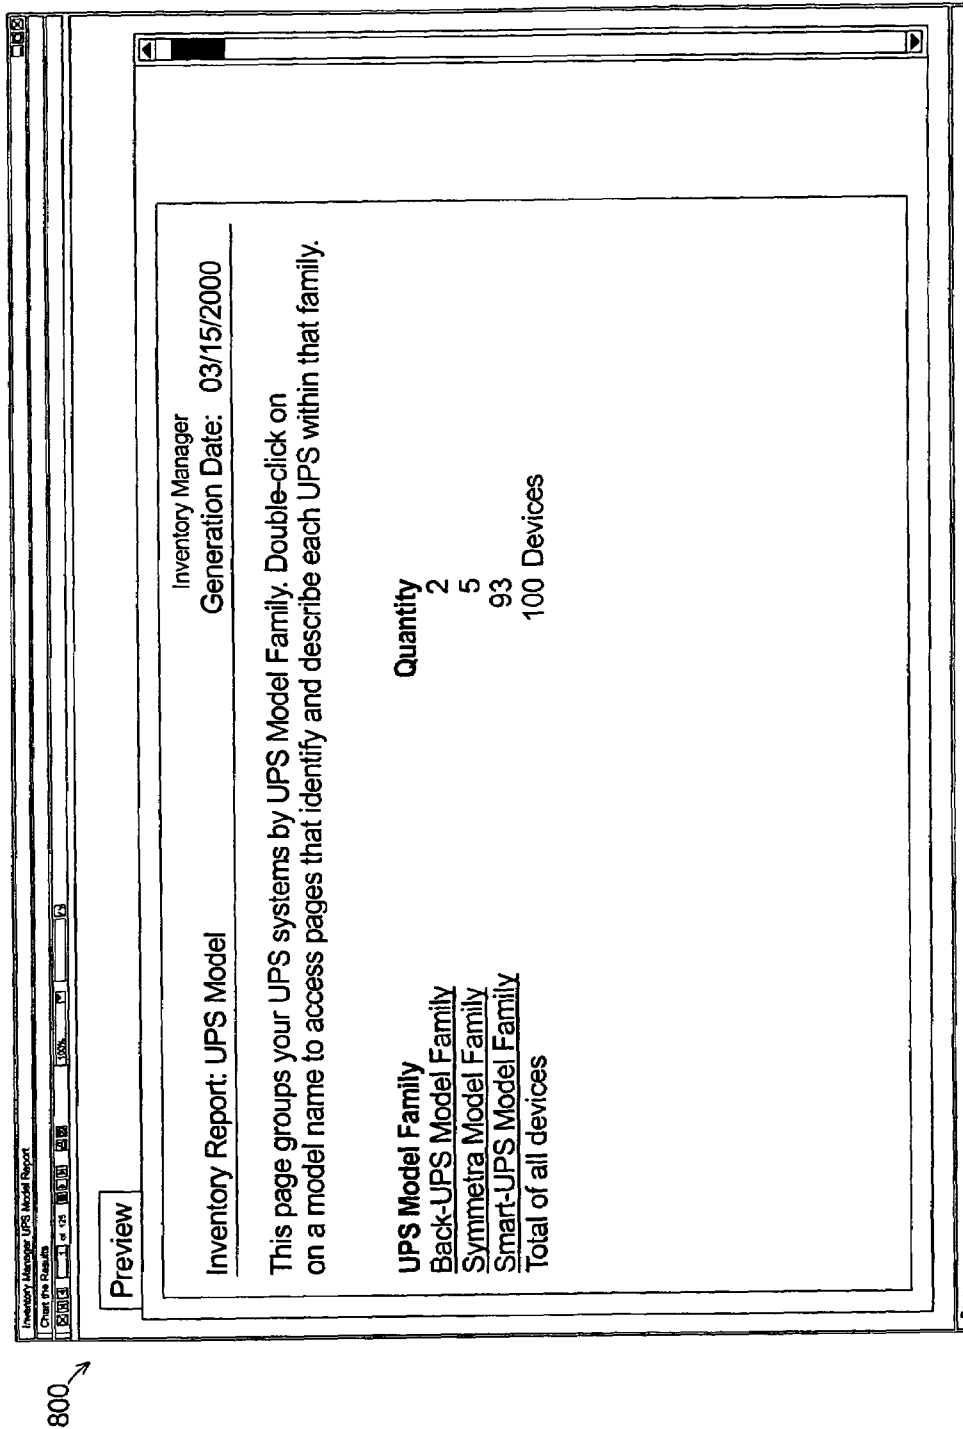 800
Inventory Manager UPS Model Report
Chart the Results
1 of 125 100%
Preview
Inventory Manager
Inventory Report: UPS Model Generation Date: 03/15/2000
This page groups your UPS systems by UPS Model Family. Double-click on
on a model name to access pages that identify and describe each UPS within that family.
UPS Model Family Quantity
Back-UPS Model Family 2
Symmetra Model Family 5
Smart-UPS Model Family 93
Total of all devices 100 Devices